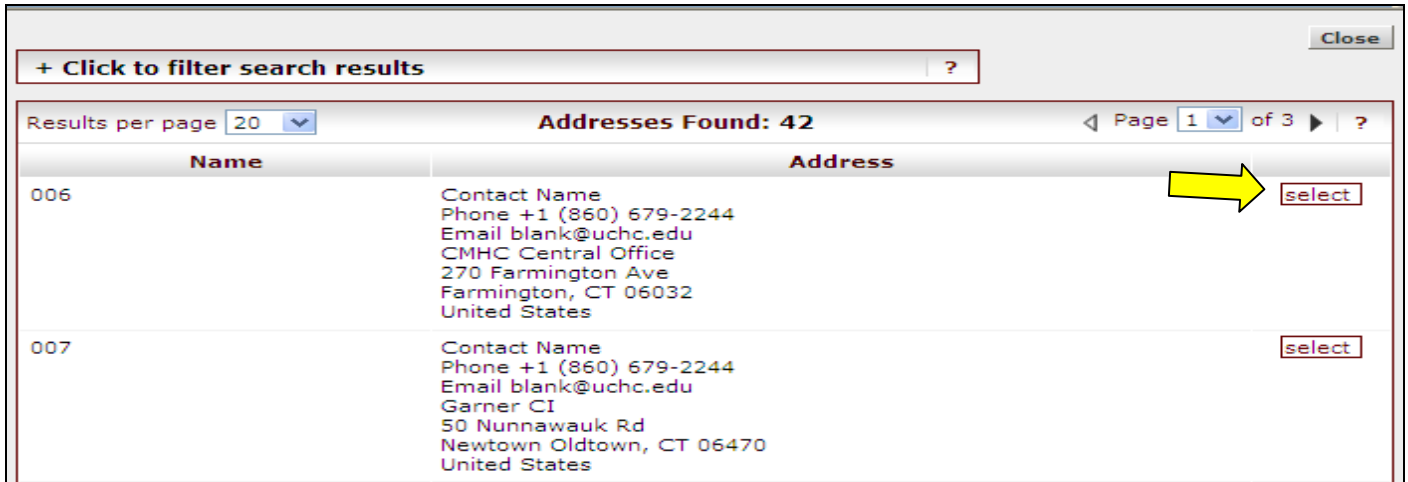 Close
+ Click to filter search results ?
Results per page 20 Addresses Found: 42 Page 1 of 3 ?
Name Address
006 Contact Name select
Phone +1 (860) 679-2244
Email blank@uchc.edu
CMHC Central Office
270 Farmington Ave
Farmington, CT 06032
United States
007 Contact Name select
Phone +1 (860) 679-2244
Email blank@uchc.edu
Garner CI
50 Nunnawauk Rd
Newtown Oldtown, CT 06470
United States